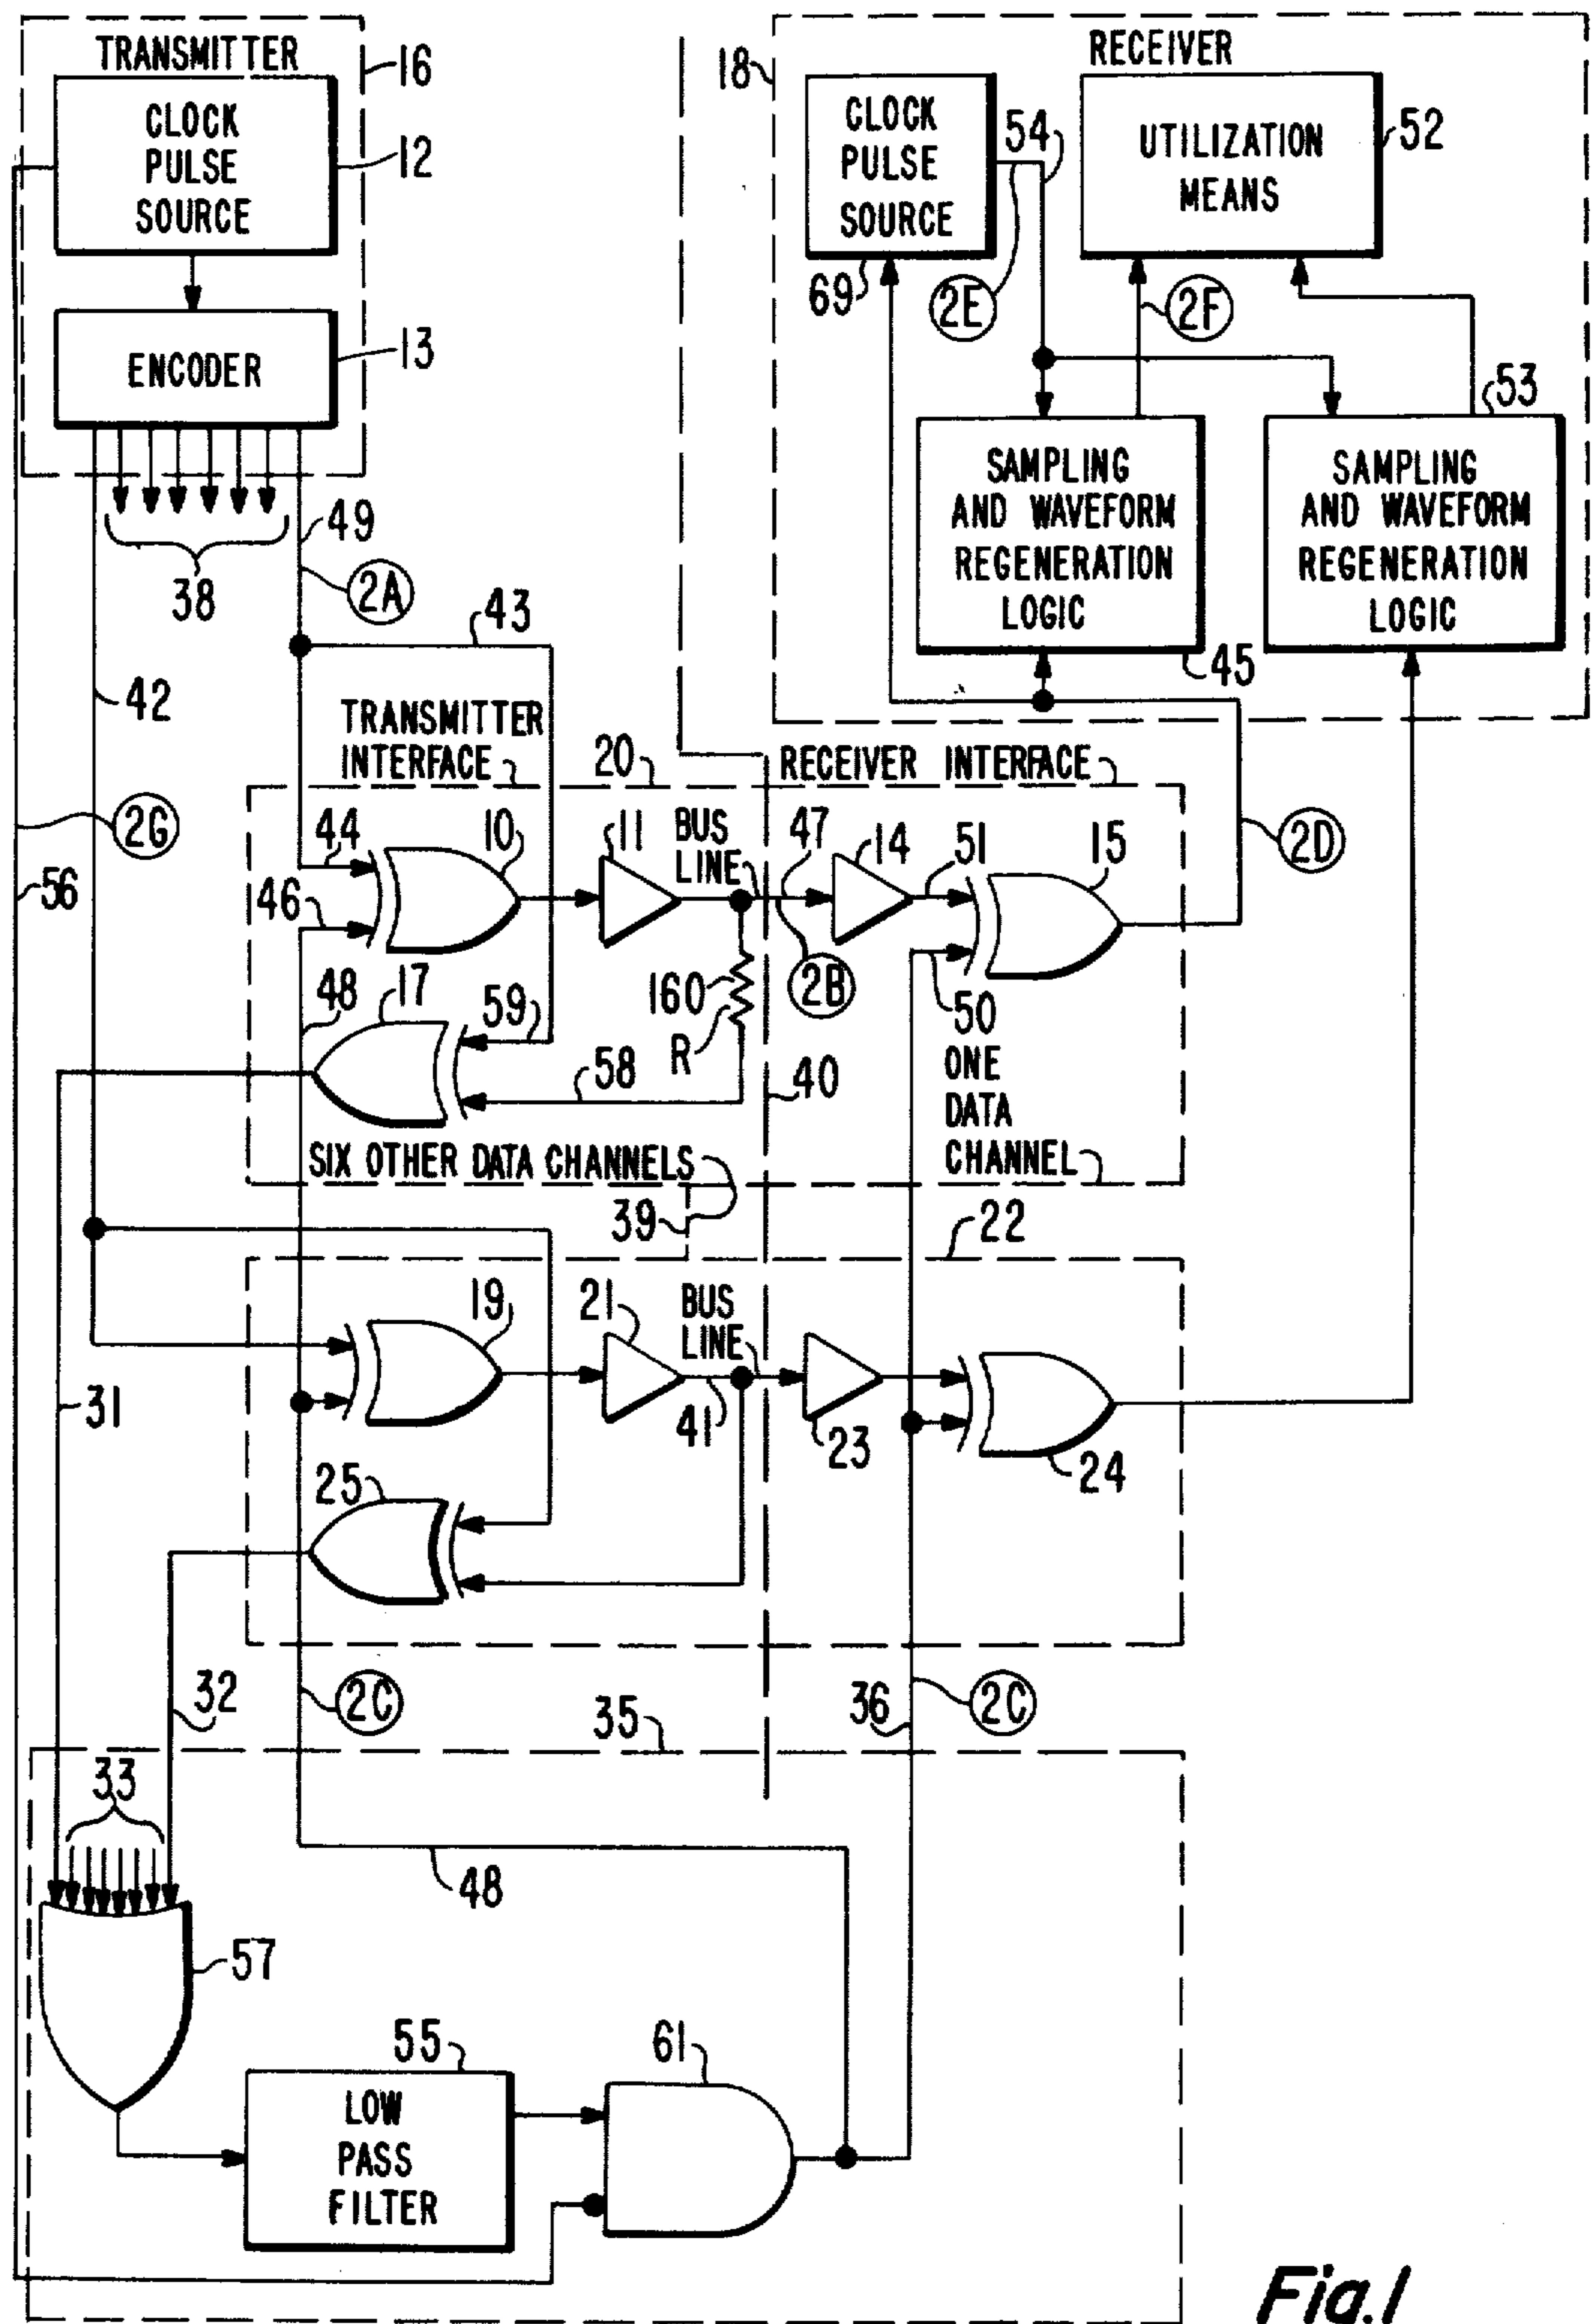 TRANSMITTER
16
CLOCK
PULSE
SOURCE
12
ENCODER
13
38
49
2A
43
42
2G
56
RECEIVER
18
CLOCK
PULSE
SOURCE
69
54
2E
UTILIZATION
MEANS
52
2F
SAMPLING
AND WAVEFORM
REGENERATION
LOGIC
45
53
SAMPLING
AND WAVEFORM
REGENERATION
LOGIC
TRANSMITTER
INTERFACE
20
RECEIVER INTERFACE
44
46
10
11
BUS
LINE
47
14
51
15
2D
48
17
59
160
R
2B
50
58
40
ONE
DATA
CHANNEL
SIX OTHER DATA CHANNELS
39
22
19
21
BUS
LINE
41
23
24
25
31
32
2C
36
2C
35
33
48
57
55
LOW
PASS
FILTER
61
Fig.1